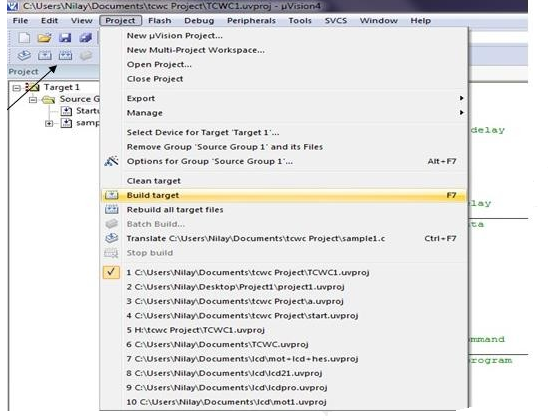 C:\Users\Nilay\Documents\tcwc Project\TCWC1.uvproj - µVision4
File Edit View Project Flash Debug Peripherals Tools SVCS Window Help
Project
Target 1
Source G
Startu
samp
New µVision Project...
New Multi-Project Workspace...
Open Project...
Close Project
Export
Manage
Select Device for Target 'Target 1'...
Remove Group 'Source Group 1' and its Files
Options for Group 'Source Group 1'... Alt+F7
Clean target
Build target F7
Rebuild all target files
Batch Build...
Translate C:\Users\Nilay\Documents\tcwc Project\sample1.c Ctrl+F7
Stop build
1 C:\Users\Nilay\Documents\tcwc Project\TCWC1.uvproj
2 C:\Users\Nilay\Desktop\Project1\project1.uvproj
3 C:\Users\Nilay\Documents\tcwc Project\a.uvproj
4 C:\Users\Nilay\Documents\tcwc Project\start.uvproj
5 H:\tcwc Project\TCWC1.uvproj
6 C:\Users\Nilay\Documents\TCWC.uvproj
7 C:\Users\Nilay\Documents\lcd\mot+lcd+hes.uvproj
8 C:\Users\Nilay\Documents\lcd\lcd21.uvproj
9 C:\Users\Nilay\Documents\lcd\lcdpro.uvproj
10 C:\Users\Nilay\Documents\lcd\mot1.uvproj
delay
lay
ta
mmand
rogram